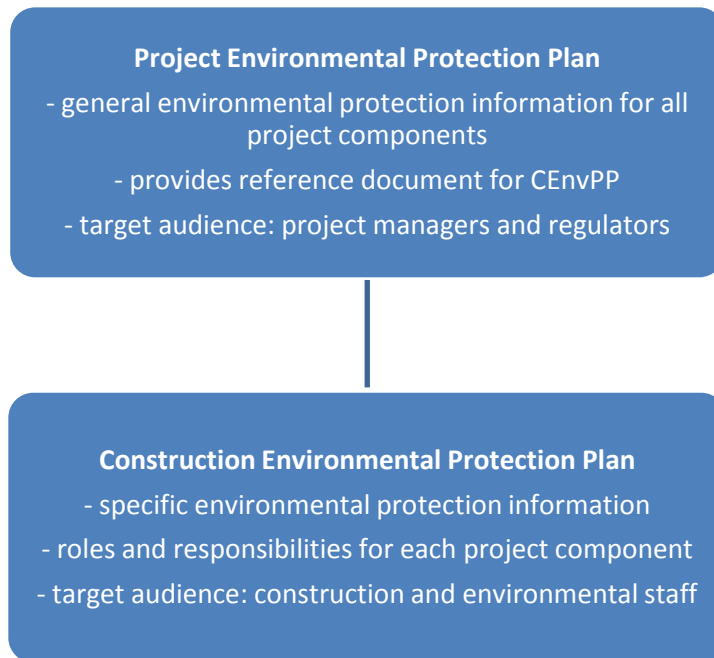 Project Environmental Protection Plan
- general environmental protection information for all
project components
- provides reference document for CEnvPP
- target audience: project managers and regulators
Construction Environmental Protection Plan
- specific environmental protection information
- roles and responsibilities for each project component
- target audience: construction and environmental staff